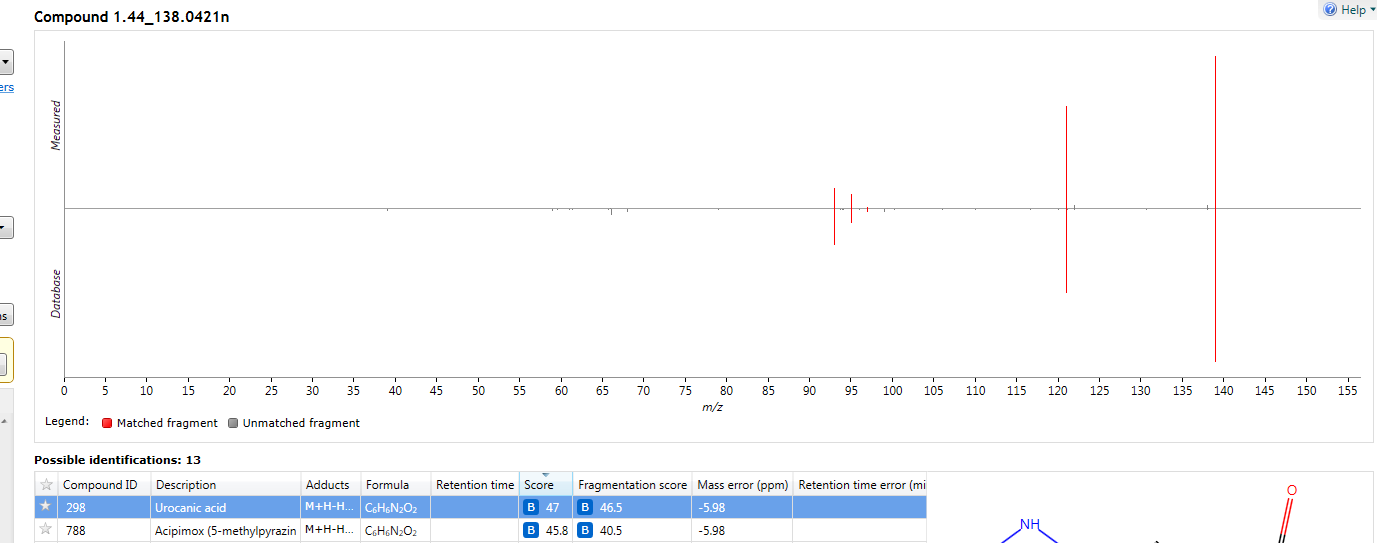 Compound 1.44_138.0421n
Help
ers
Measured
Database
0 5 10 15 20 25 30 35 40 45 50 55 60 65 70 75 80 85 90 95 100 105 110 115 120 125 130 135 140 145 150 155
m/z
Legend: Matched fragment Unmatched fragment
Possible identifications: 13
Compound ID Description Adducts Formula Retention time Score Fragmentation score Mass error (ppm) Retention time error (mi
298 Urocanic acid M+H-H... C₆H₆N₂O₂ B 47 B 46.5 -5.98
788 Acipimox (5-methylpyrazin M+H-H... C₆H₆N₂O₂ B 45.8 B 40.5 -5.98
O
NH